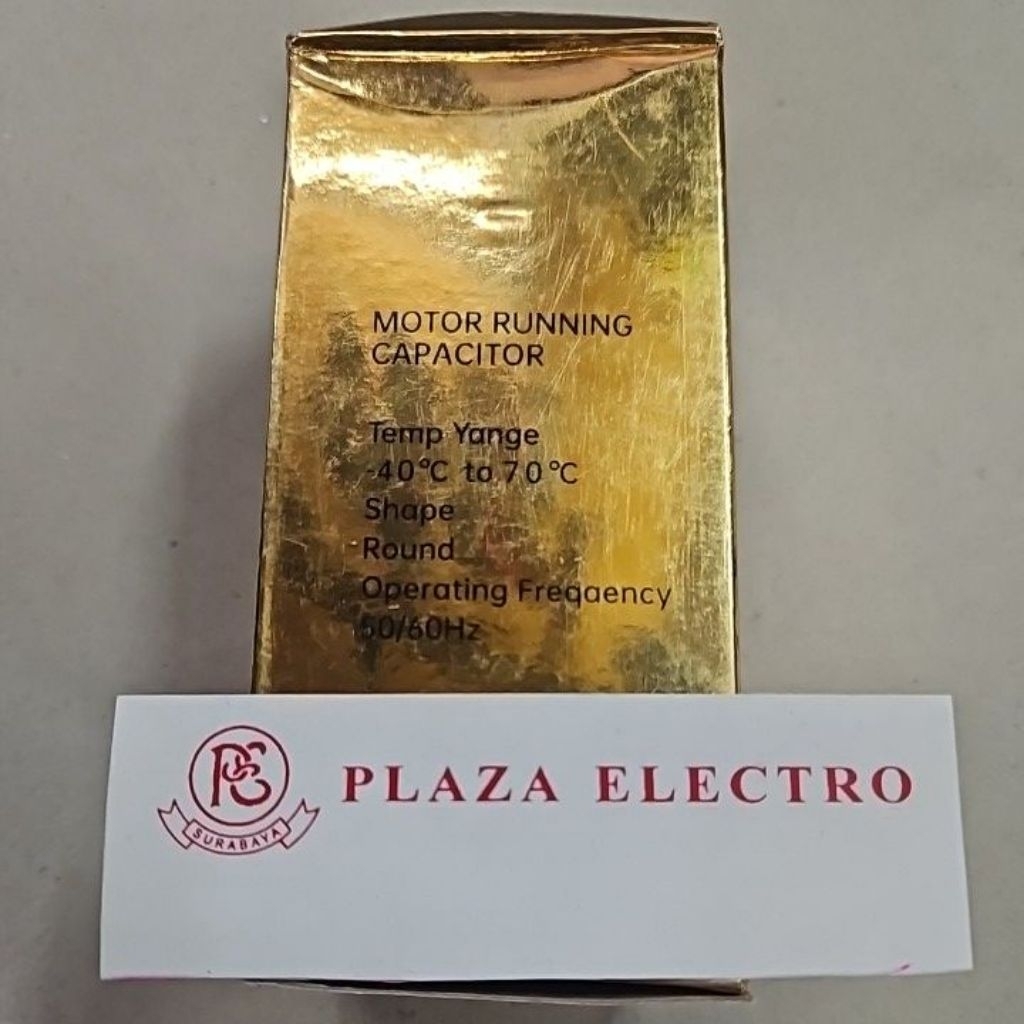 MOTOR RUNNING
CAPACITOR
Temp Yange
-40°C to 70°C
Shape
Round
Operating Freqaency
50/60Hz
PSE
SURABAYA
PLAZA ELECTRO